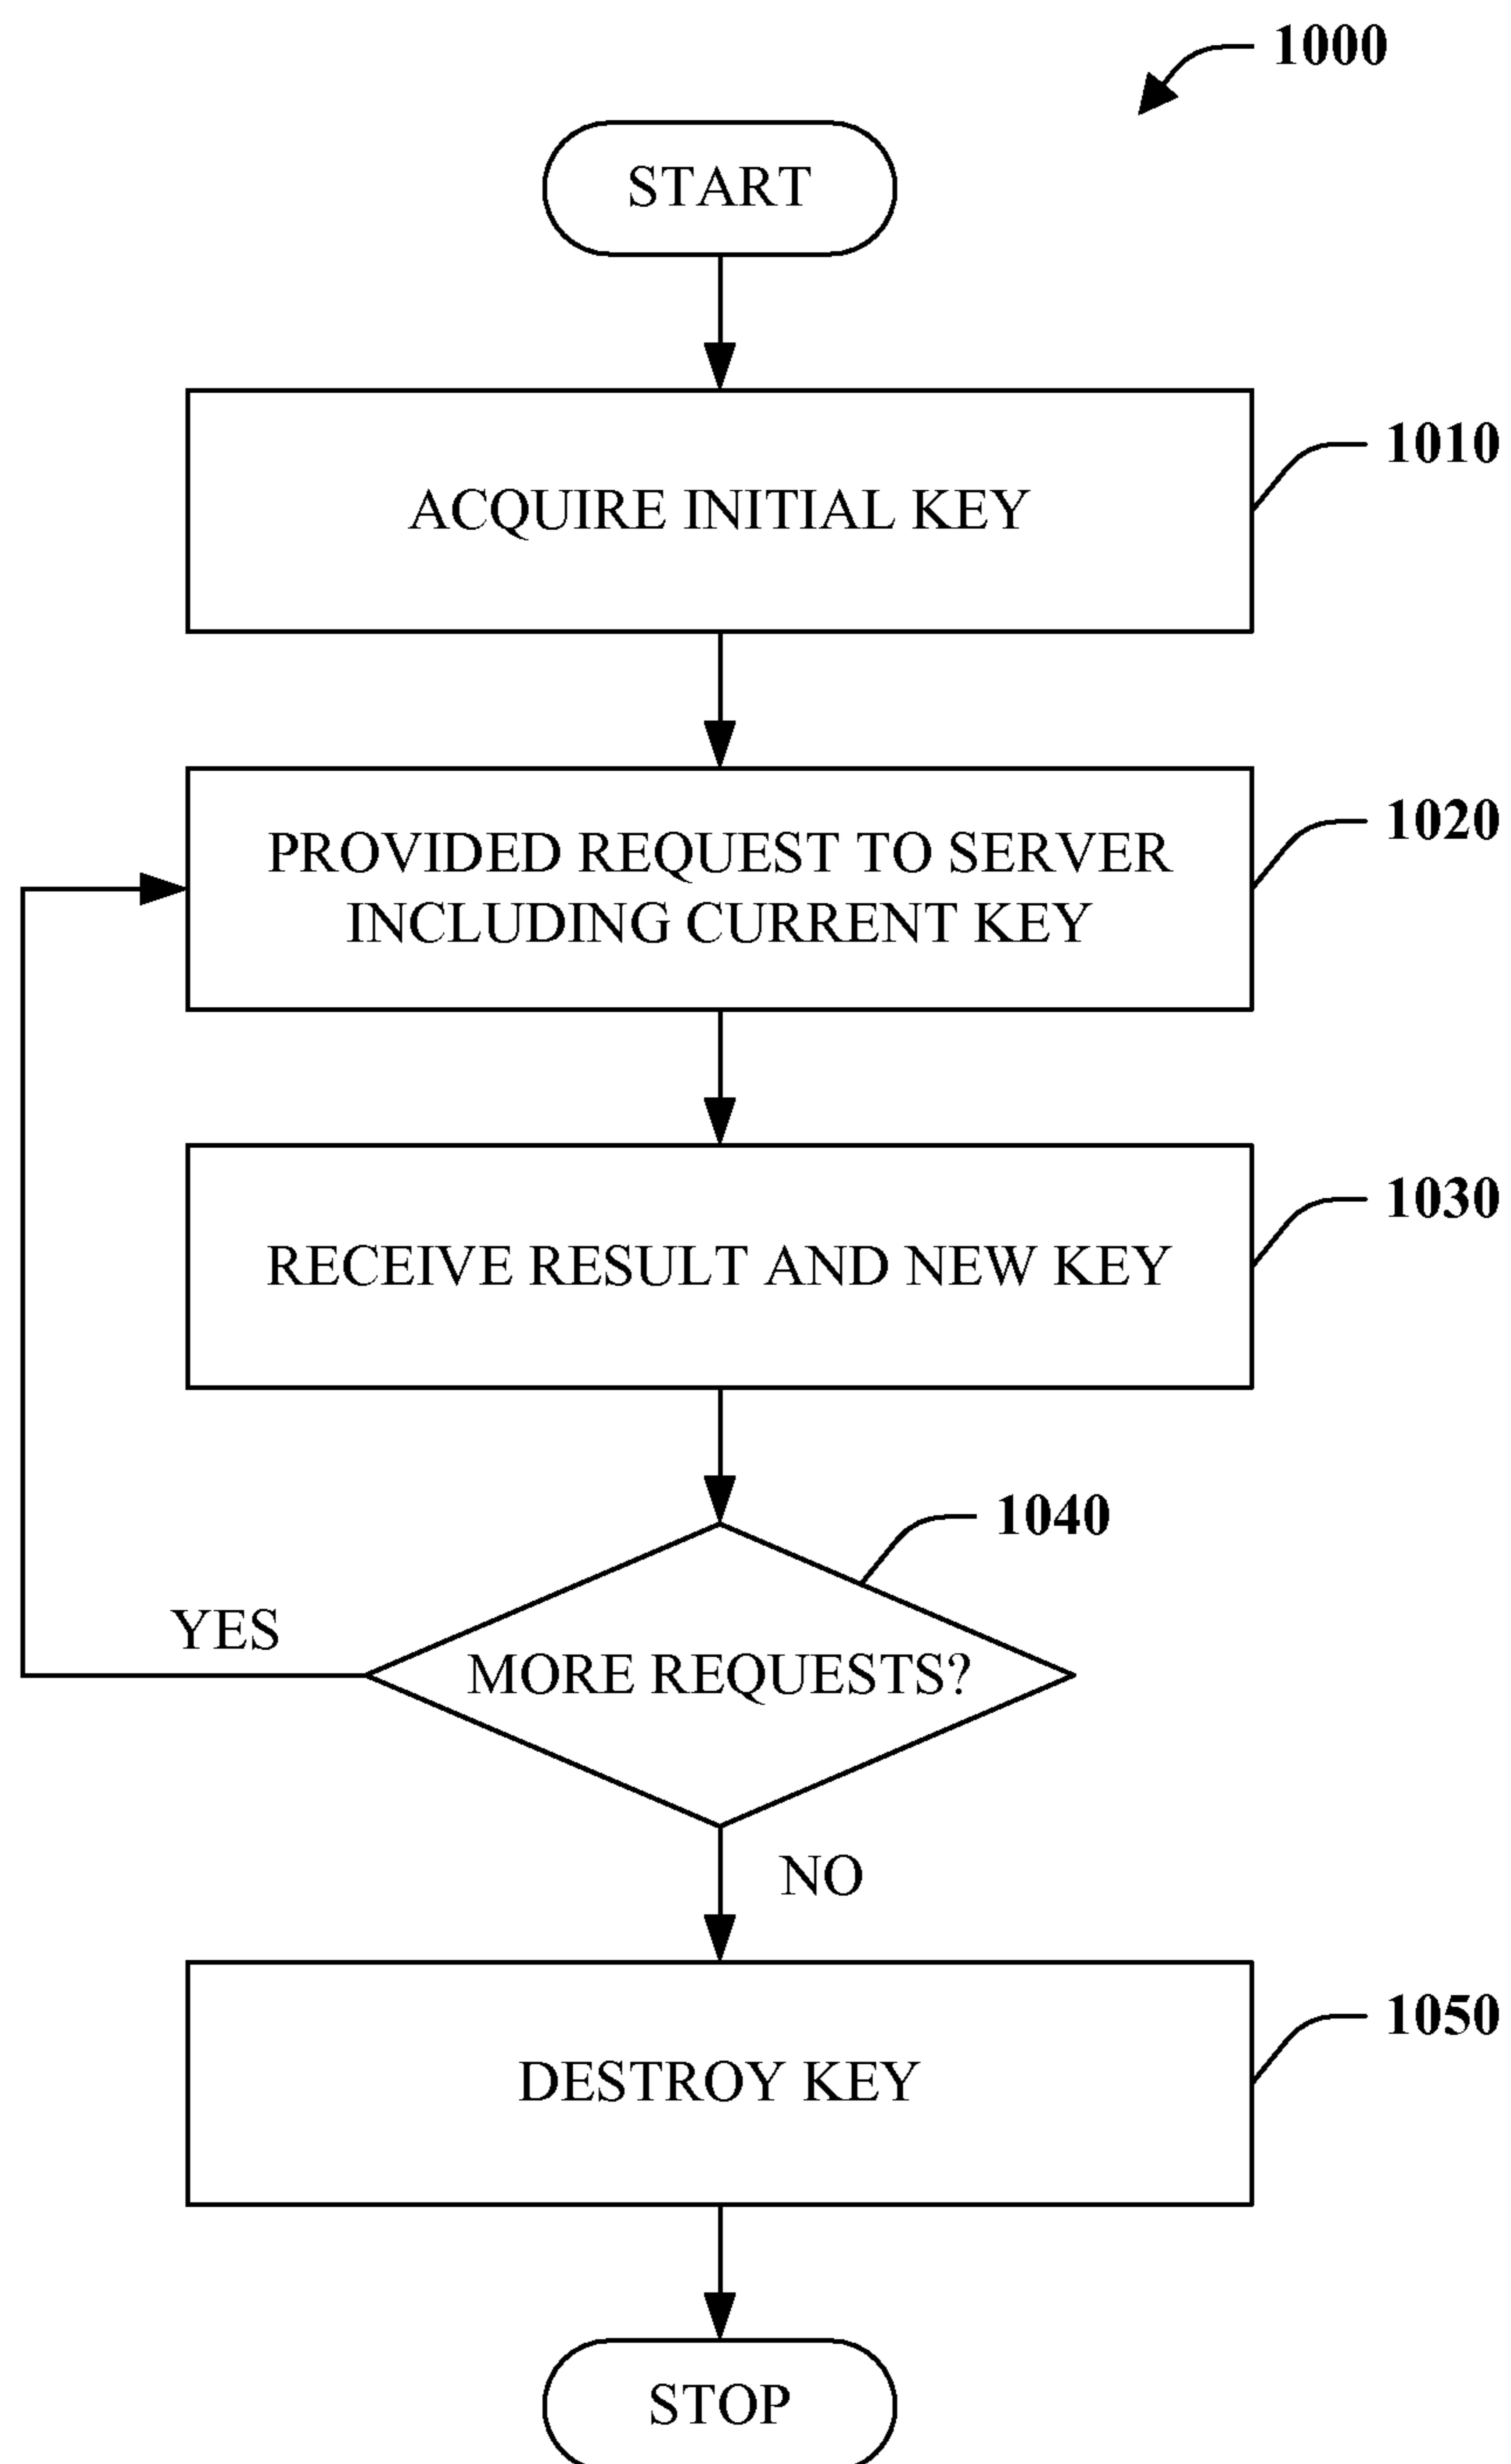 1000
START
ACQUIRE INITIAL KEY
1010
PROVIDED REQUEST TO SERVER
INCLUDING CURRENT KEY
1020
RECEIVE RESULT AND NEW KEY
1030
1040
MORE REQUESTS?
YES
NO
DESTROY KEY
1050
STOP